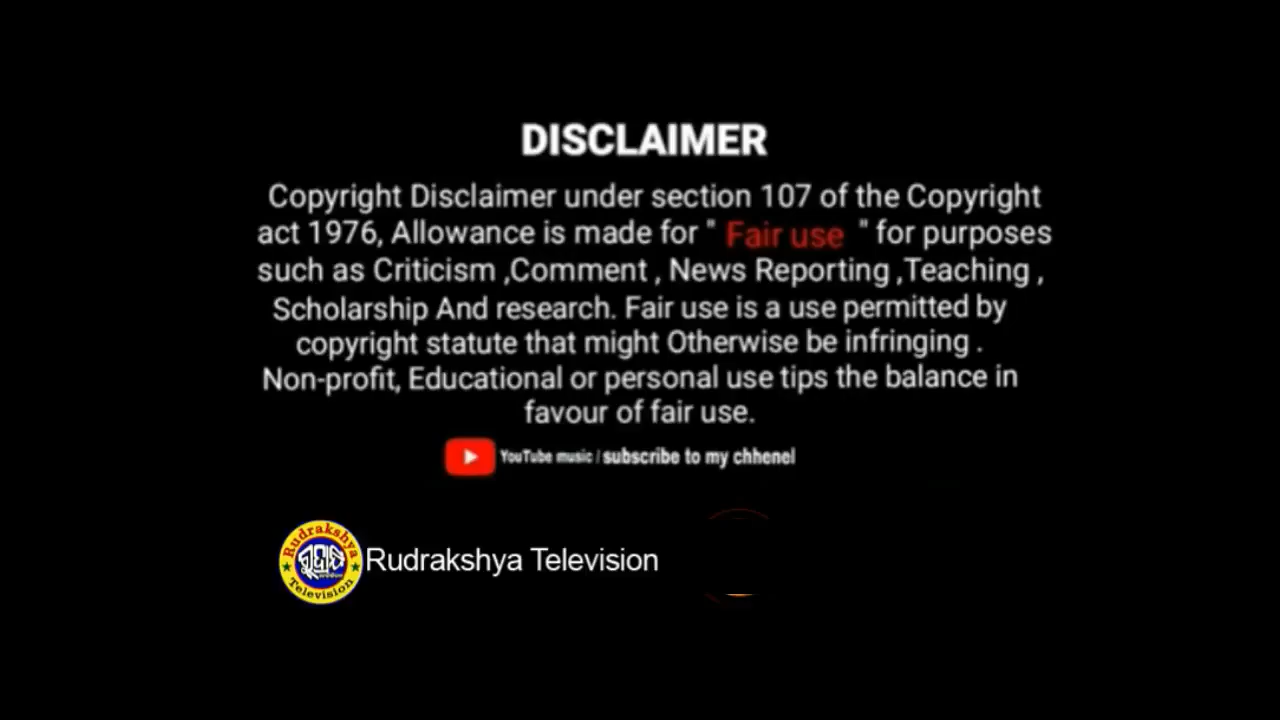 DISCLAIMER
Copyright Disclaimer under section 107 of the Copyright
act 1976, Allowance is made for " Fair use " for purposes
such as Criticism ,Comment , News Reporting ,Teaching ,
Scholarship And research. Fair use is a use permitted by
copyright statute that might Otherwise be infringing .
Non-profit, Educational or personal use tips the balance in
favour of fair use.
YouTube music / subscribe to my chhenel
Rudrakshya
ରୁଦ୍ରାକ୍ଷ
Television
Rudrakshya Television